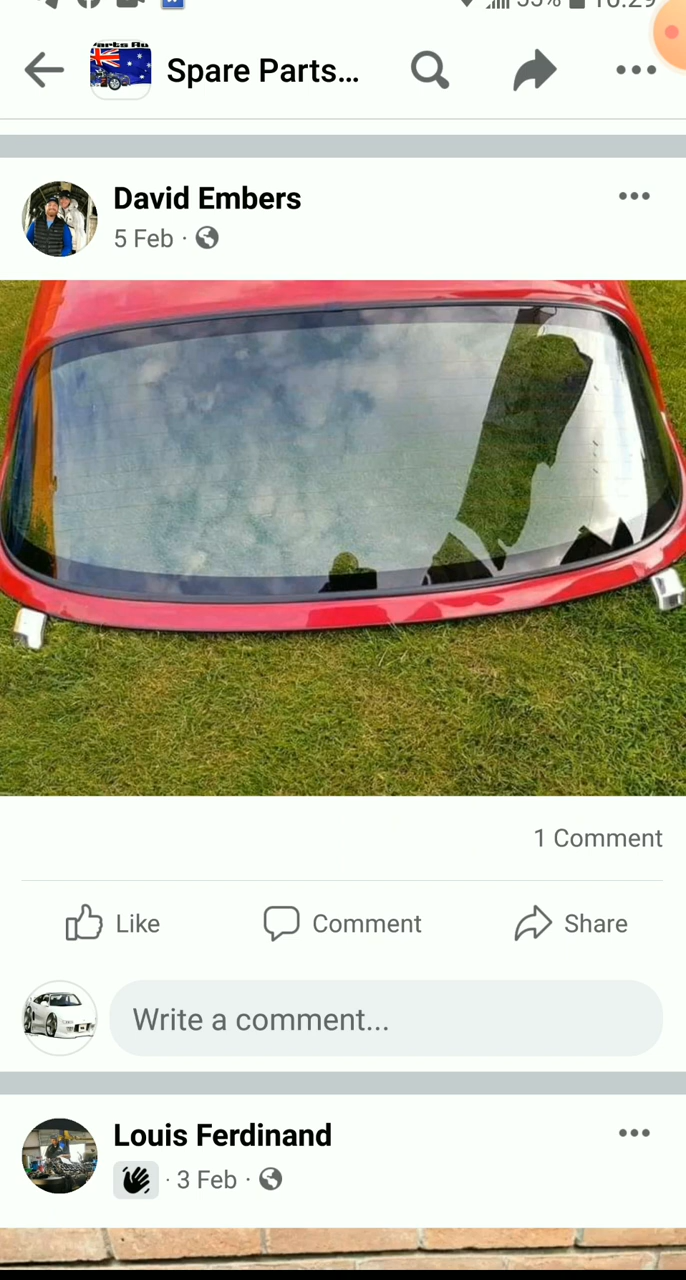 Spare Parts...
David Embers
5 Feb ·
1 Comment
Like
Comment
Share
Write a comment...
Louis Ferdinand
· 3 Feb ·